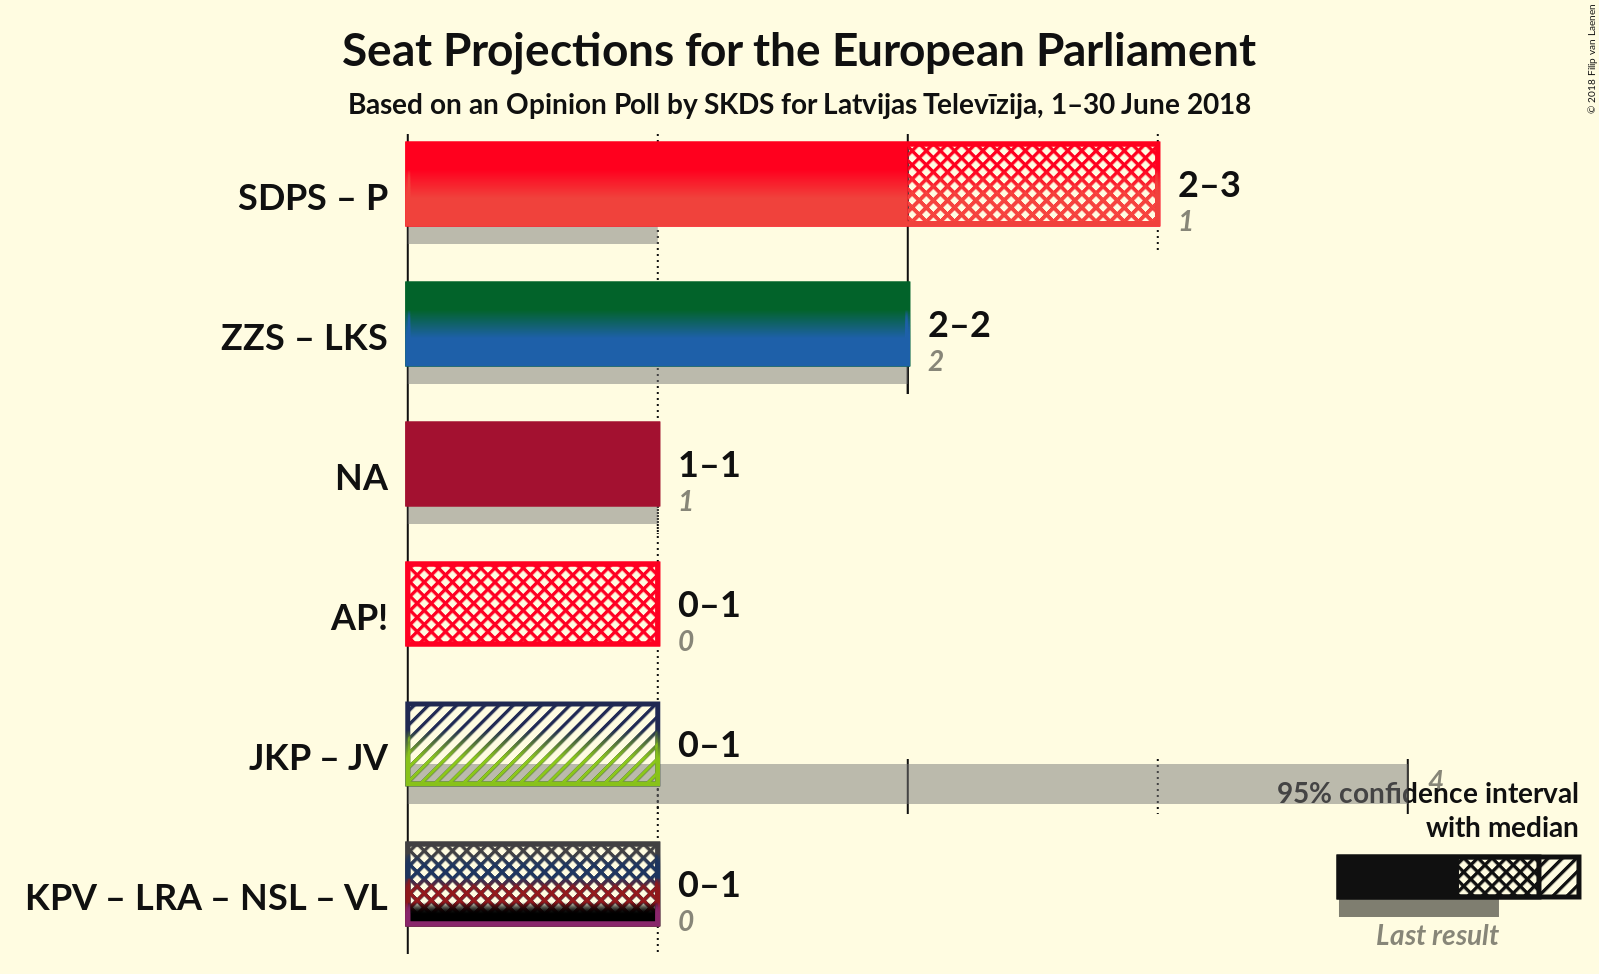 Seat Projections for the European Parliament
Based on an Opinion Poll by SKDS for Latvijas Televīzija, 1–30 June 2018
© 2018 Filip van Laenen
SDPS – P
2–3
1
ZZS – LKS
2–2
2
NA
1–1
1
AP!
0–1
0
JKP – JV
0–1
4
KPV – LRA – NSL – VL
0–1
0
95% confidence interval
with median
Last result